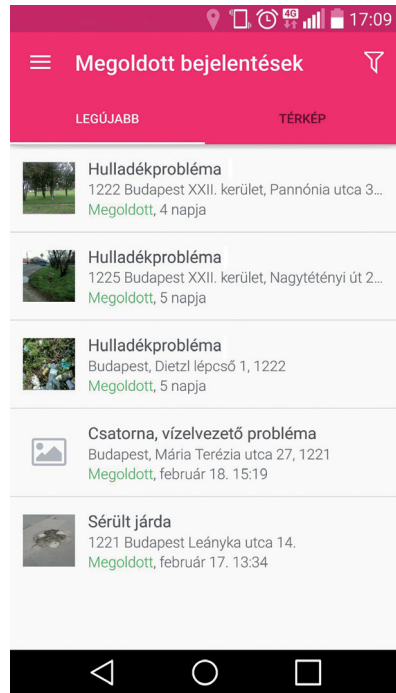 4G 17:09
Megoldott bejelentések
LEGÚJABB TÉRKÉP
Hulladékprobléma
1222 Budapest XXII. kerület, Pannónia utca 3...
Megoldott, 4 napja
Hulladékprobléma
1225 Budapest XXII. kerület, Nagytétényi út 2...
Megoldott, 5 napja
Hulladékprobléma
Budapest, Dietzl lépcső 1, 1222
Megoldott, 5 napja
Csatorna, vízelvezető probléma
Budapest, Mária Terézia utca 27, 1221
Megoldott, február 18. 15:19
Sérült járda
1221 Budapest Leányka utca 14.
Megoldott, február 17. 13:34